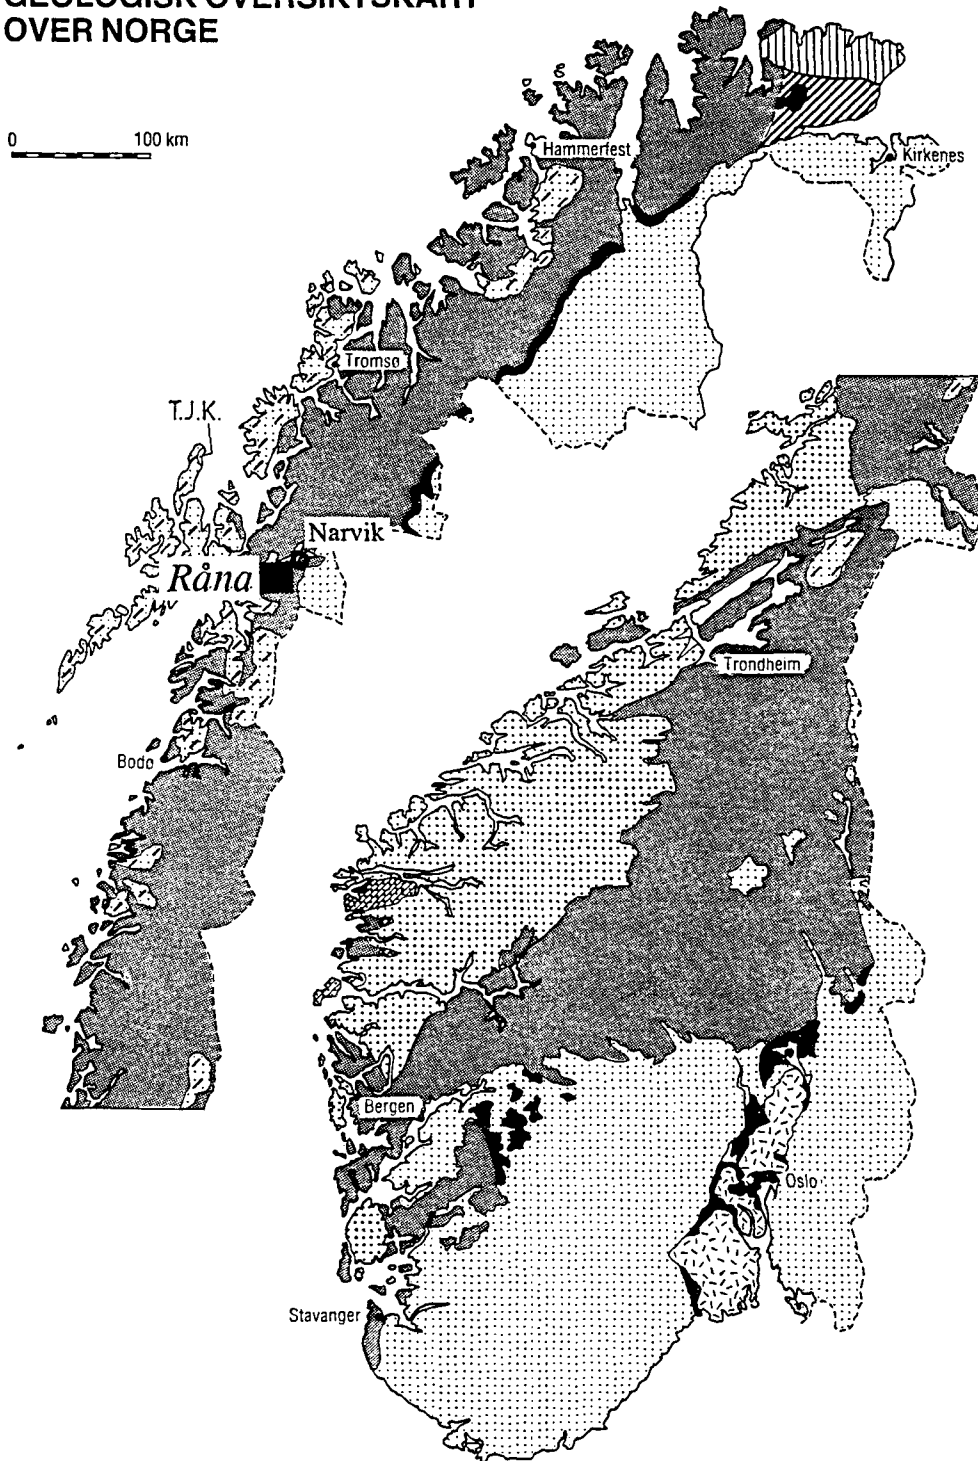 GEOLOGISK OVERSIKTSKART
OVER NORGE
0 100 km
Hammerfest
Kirkenes
Tromsø
T.J.K.
Narvik
Råna
Trondheim
Bodø
Bergen
Oslo
Stavanger